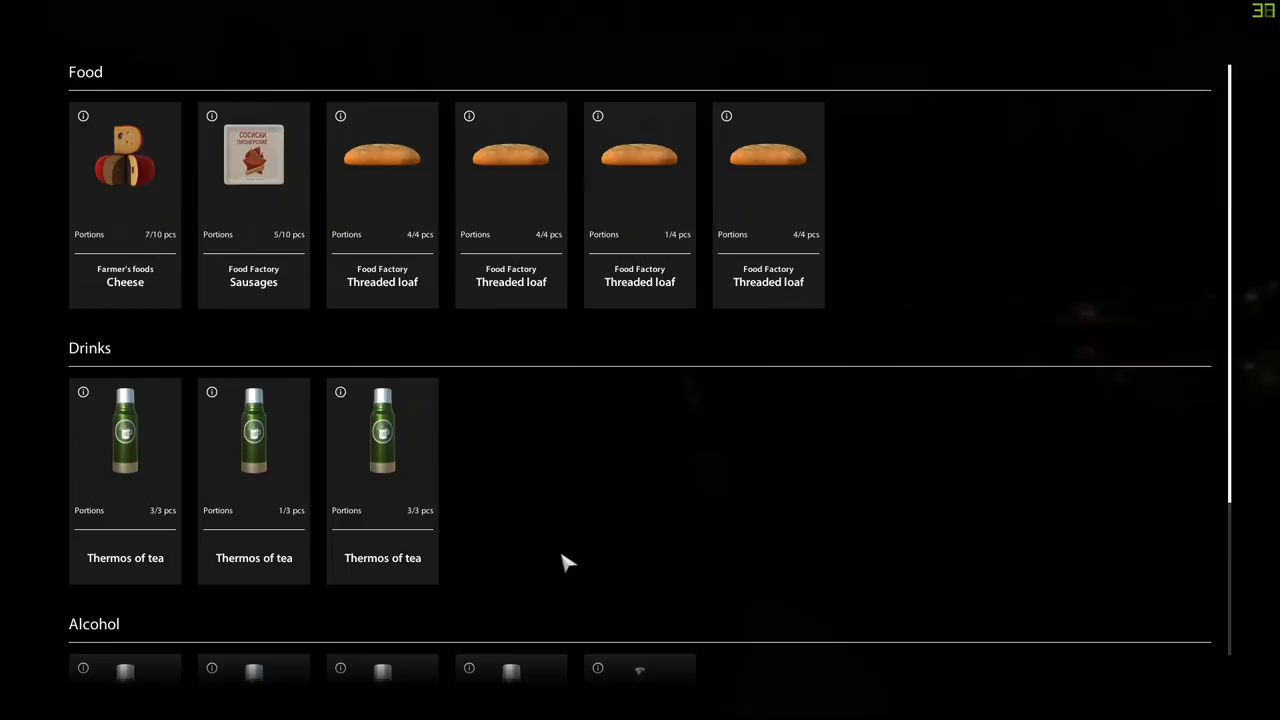 38
Food
СОСИСКИ
ПИОНЕРСКИЕ
Portions 7/10 pcs
Portions 5/10 pcs
Portions 4/4 pcs
Portions 4/4 pcs
Portions 1/4 pcs
Portions 4/4 pcs
Farmer's foods
Cheese
Food Factory
Sausages
Food Factory
Threaded loaf
Food Factory
Threaded loaf
Food Factory
Threaded loaf
Food Factory
Threaded loaf
Drinks
Portions 3/3 pcs
Portions 1/3 pcs
Portions 3/3 pcs
Thermos of tea
Thermos of tea
Thermos of tea
Alcohol